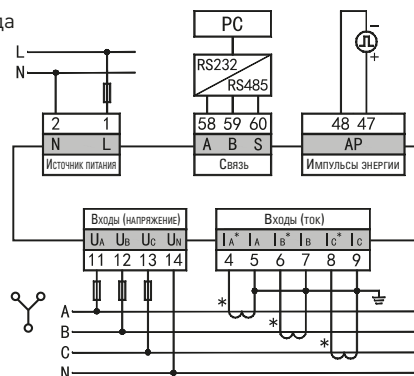 да
PC
L
N
RS232
RS485
2 1
58 59 60
48 47
−
+
N L
A B S
AP
Источник питания
Связь
Импульсы энергии
Входы (напряжение)
Входы (ток)
UA UB UC UN
IA* IA IB* IB IC* IC
11 12 13 14
4 5 6 7 8 9
*
*
*
A
B
C
N